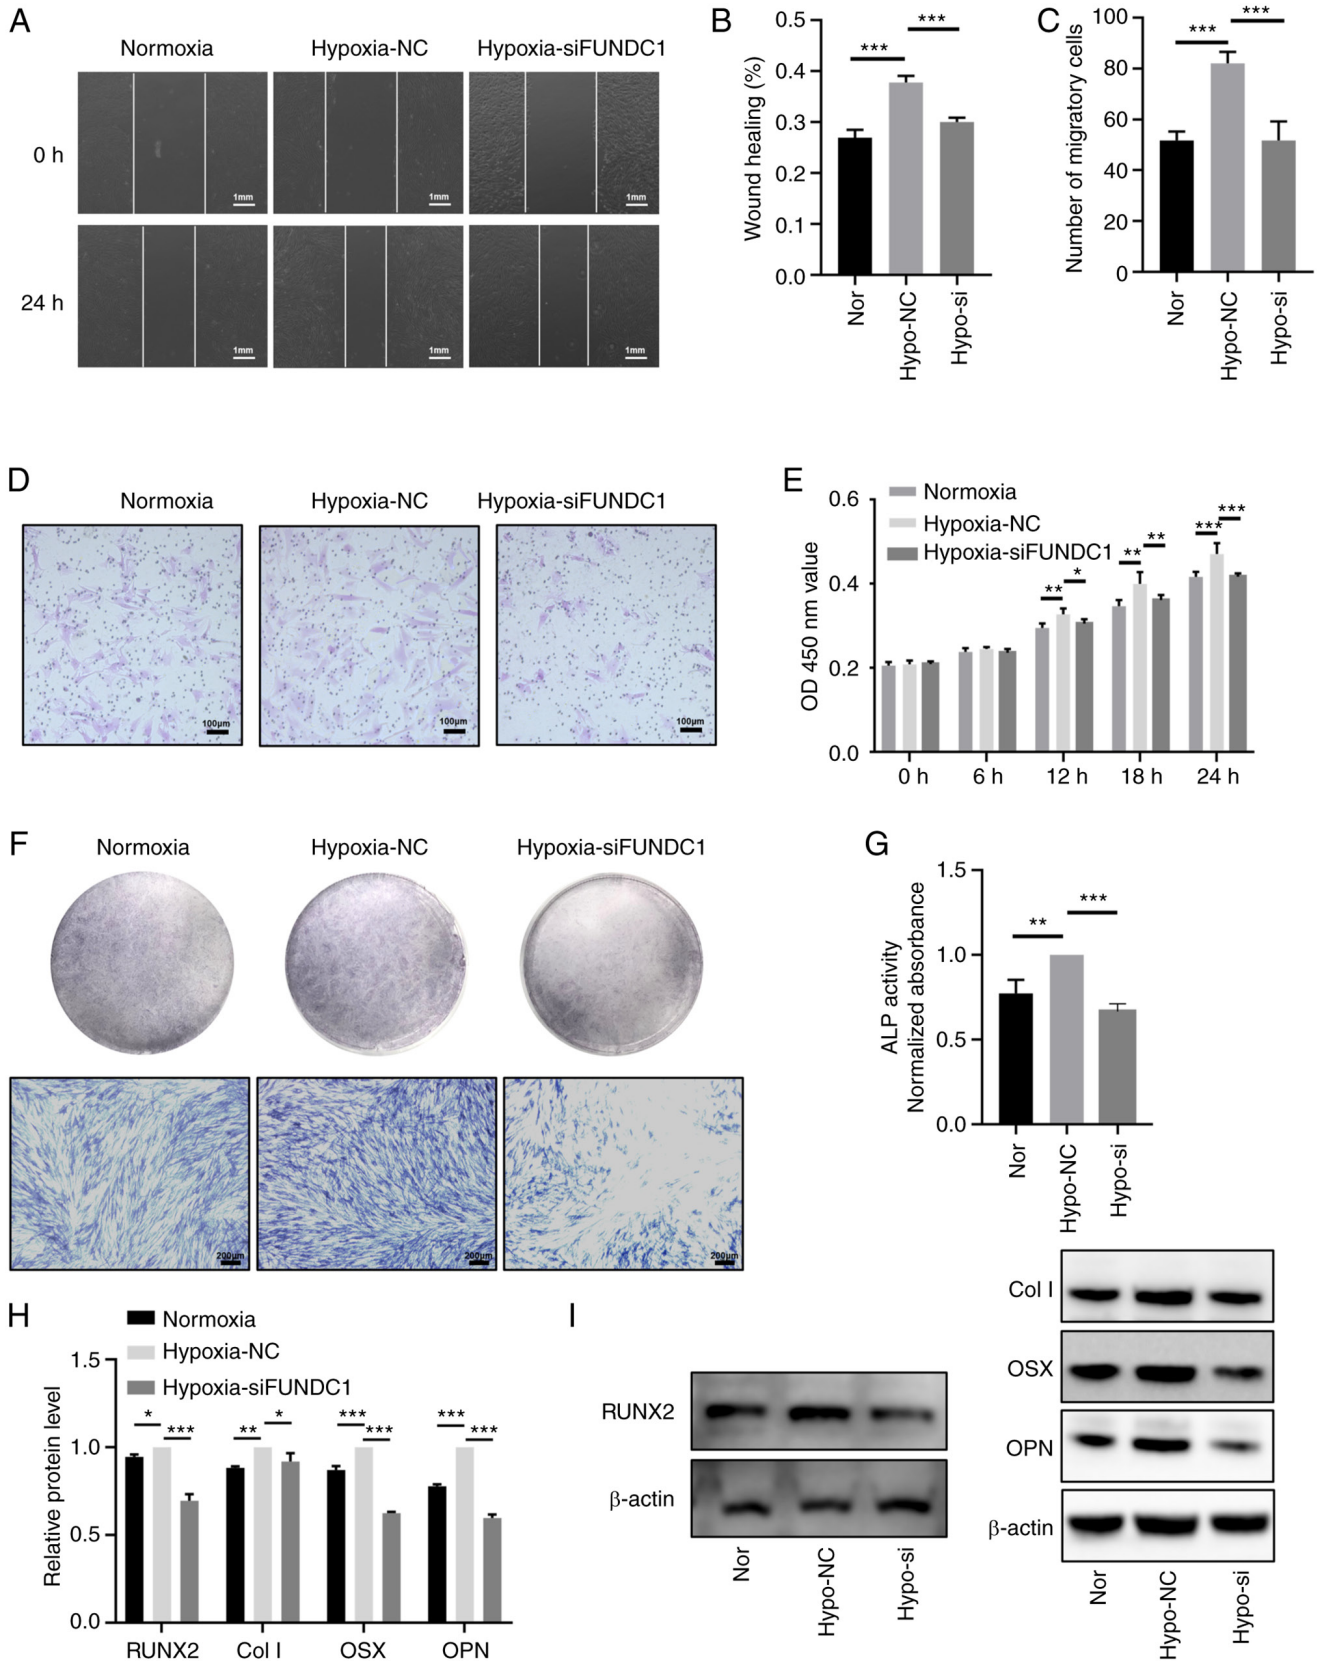 A
Normoxia
Hypoxia-NC
Hypoxia-siFUNDC1
0 h
1mm
1mm
1mm
24 h
1mm
1mm
1mm
B
Wound healing (%)
0.5
0.4
0.3
0.2
0.1
0.0
***
***
Nor
Hypo-NC
Hypo-si
C
Number of migratory cells
100
80
60
40
20
0
***
***
Nor
Hypo-NC
Hypo-si
D
Normoxia
Hypoxia-NC
Hypoxia-siFUNDC1
100μm
100μm
100μm
E
Normoxia
Hypoxia-NC
Hypoxia-siFUNDC1
OD 450 nm value
0.6
0.4
0.2
0.0
**
*
**
**
***
***
0 h
6 h
12 h
18 h
24 h
F
Normoxia
Hypoxia-NC
Hypoxia-siFUNDC1
200μm
200μm
200μm
G
ALP activity
Normalized absorbance
1.5
1.0
0.5
0.0
**
***
Nor
Hypo-NC
Hypo-si
H
Normoxia
Hypoxia-NC
Hypoxia-siFUNDC1
Relative protein level
1.5
1.0
0.5
0.0
*
***
**
*
***
***
***
***
RUNX2
Col I
OSX
OPN
I
RUNX2
β-actin
Nor
Hypo-NC
Hypo-si
Col I
OSX
OPN
β-actin
Nor
Hypo-NC
Hypo-si